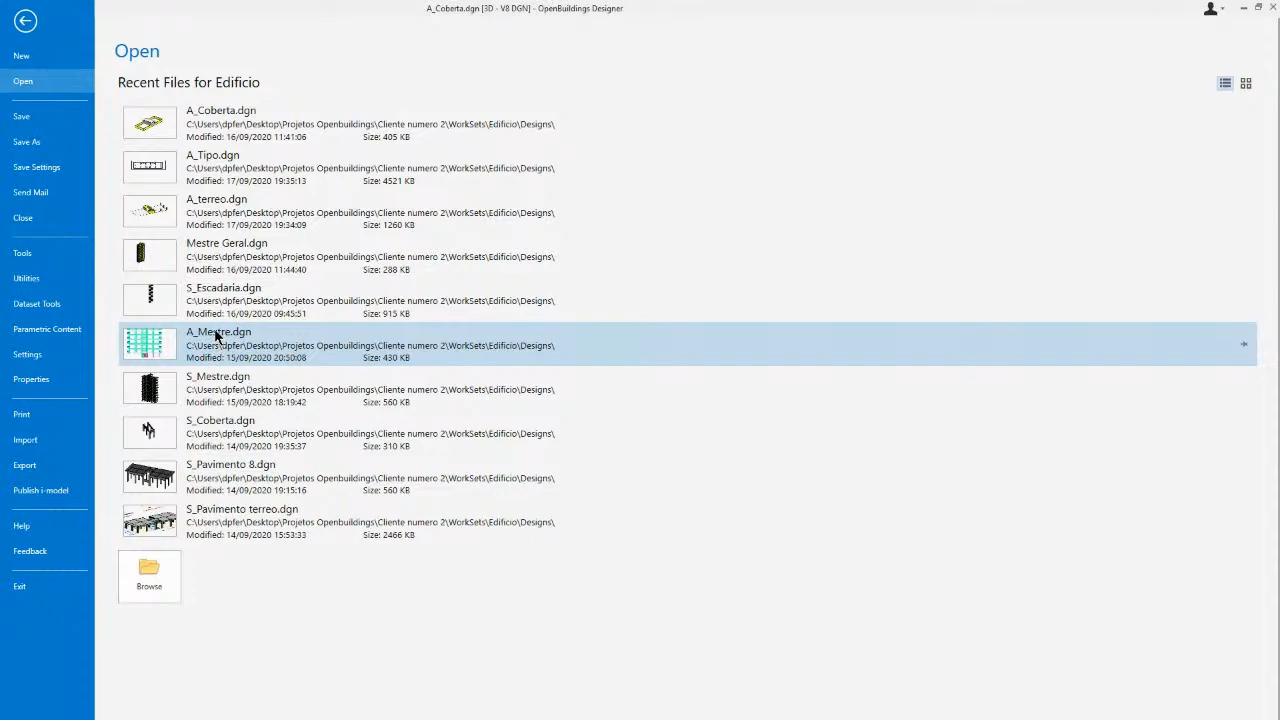 A_Coberta.dgn [3D - V8 DGN] - OpenBuildings Designer
New
Open
Save
Save As
Save Settings
Send Mail
Close
Tools
Utilities
Dataset Tools
Parametric Content
Settings
Properties
Print
Import
Export
Publish i-model
Help
Feedback
Exit
Open
Recent Files for Edificio
A_Coberta.dgn
C:\Users\dpfer\Desktop\Projetos Openbuildings\Cliente numero 2\WorkSets\Edificio\Designs\
Modified: 16/09/2020 11:41:06 Size: 405 KB
A_Tipo.dgn
C:\Users\dpfer\Desktop\Projetos Openbuildings\Cliente numero 2\WorkSets\Edificio\Designs\
Modified: 17/09/2020 19:35:13 Size: 4521 KB
A_terreo.dgn
C:\Users\dpfer\Desktop\Projetos Openbuildings\Cliente numero 2\WorkSets\Edificio\Designs\
Modified: 17/09/2020 19:34:09 Size: 1260 KB
Mestre Geral.dgn
C:\Users\dpfer\Desktop\Projetos Openbuildings\Cliente numero 2\WorkSets\Edificio\Designs\
Modified: 16/09/2020 11:44:40 Size: 288 KB
S_Escadaria.dgn
C:\Users\dpfer\Desktop\Projetos Openbuildings\Cliente numero 2\WorkSets\Edificio\Designs\
Modified: 16/09/2020 09:45:51 Size: 915 KB
A_Mestre.dgn
C:\Users\dpfer\Desktop\Projetos Openbuildings\Cliente numero 2\WorkSets\Edificio\Designs\
Modified: 15/09/2020 20:50:08 Size: 430 KB
S_Mestre.dgn
C:\Users\dpfer\Desktop\Projetos Openbuildings\Cliente numero 2\WorkSets\Edificio\Designs\
Modified: 15/09/2020 18:19:42 Size: 560 KB
S_Coberta.dgn
C:\Users\dpfer\Desktop\Projetos Openbuildings\Cliente numero 2\WorkSets\Edificio\Designs\
Modified: 14/09/2020 19:35:37 Size: 310 KB
S_Pavimento 8.dgn
C:\Users\dpfer\Desktop\Projetos Openbuildings\Cliente numero 2\WorkSets\Edificio\Designs\
Modified: 14/09/2020 19:15:16 Size: 560 KB
S_Pavimento terreo.dgn
C:\Users\dpfer\Desktop\Projetos Openbuildings\Cliente numero 2\WorkSets\Edificio\Designs\
Modified: 14/09/2020 15:53:33 Size: 2466 KB
Browse